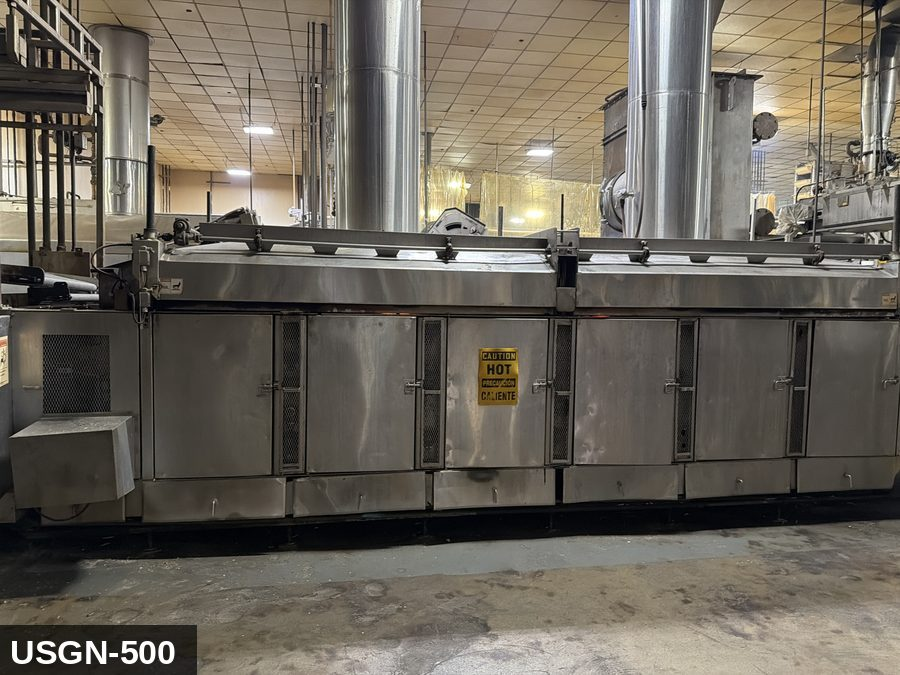 CAUTION
HOT
PRECAUCIÓN
CALIENTE
USGN-500